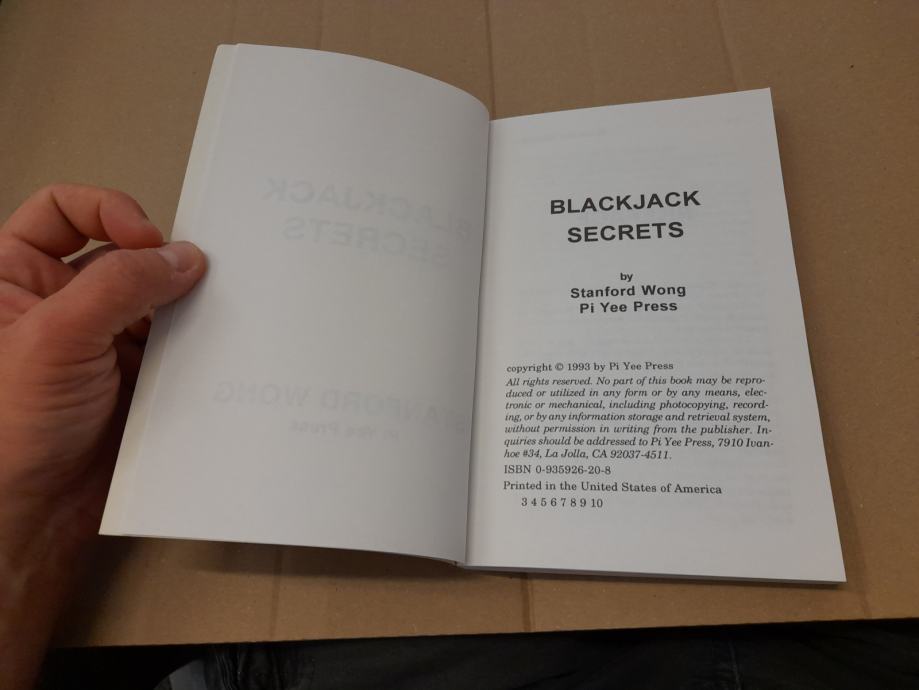 BLACKJACK
SECRETS
by
Stanford Wong
Pi Yee Press
copyright © 1993 by Pi Yee Press
All rights reserved. No part of this book may be repro-
duced or utilized in any form or by any means, elec-
tronic or mechanical, including photocopying, record-
ing, or by any information storage and retrieval system,
without permission in writing from the publisher. In-
quiries should be addressed to Pi Yee Press, 7910 Ivan-
hoe #34, La Jolla, CA 92037-4511.
ISBN 0-935926-20-8
Printed in the United States of America
3 4 5 6 7 8 9 10